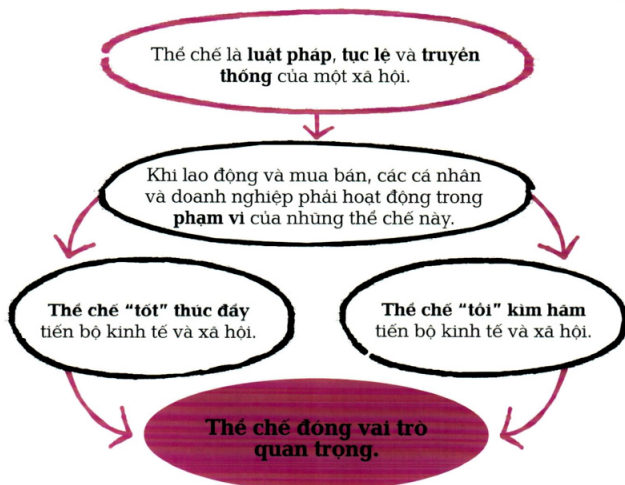 Thể chế là luật pháp, tục lệ và truyền
thống của một xã hội.
Khi lao động và mua bán, các cá nhân
và doanh nghiệp phải hoạt động trong
phạm vi của những thể chế này.
Thể chế “tốt” thúc đẩy
tiến bộ kinh tế và xã hội.
Thể chế “tồi” kìm hãm
tiến bộ kinh tế và xã hội.
Thể chế đóng vai trò
quan trọng.